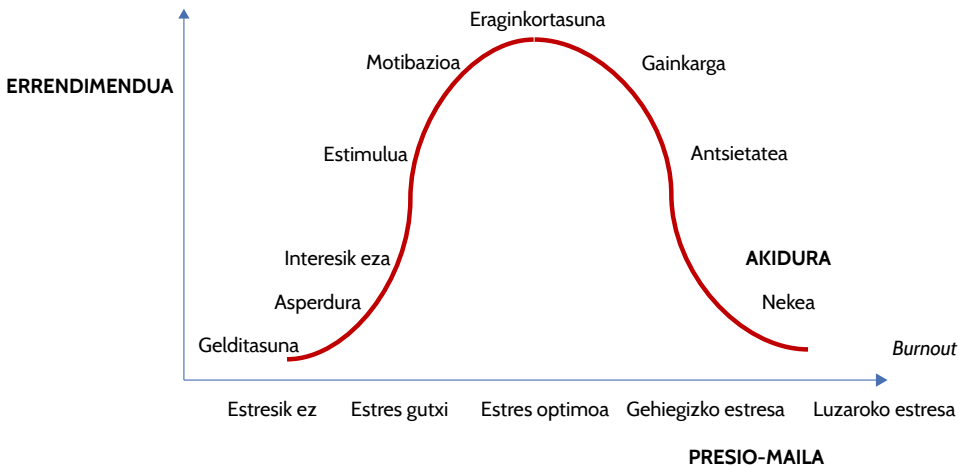 Eraginkortasuna
Motibazioa
Gainkarga
ERRENDIMENDUA
Estimulua
Antsietatea
Interesik eza
AKIDURA
Asperdura
Nekea
Gelditasuna
Burnout
Estresik ez
Estres gutxi
Estres optimoa
Gehiegizko estresa
Luzaroko estresa
PRESIO-MAILA